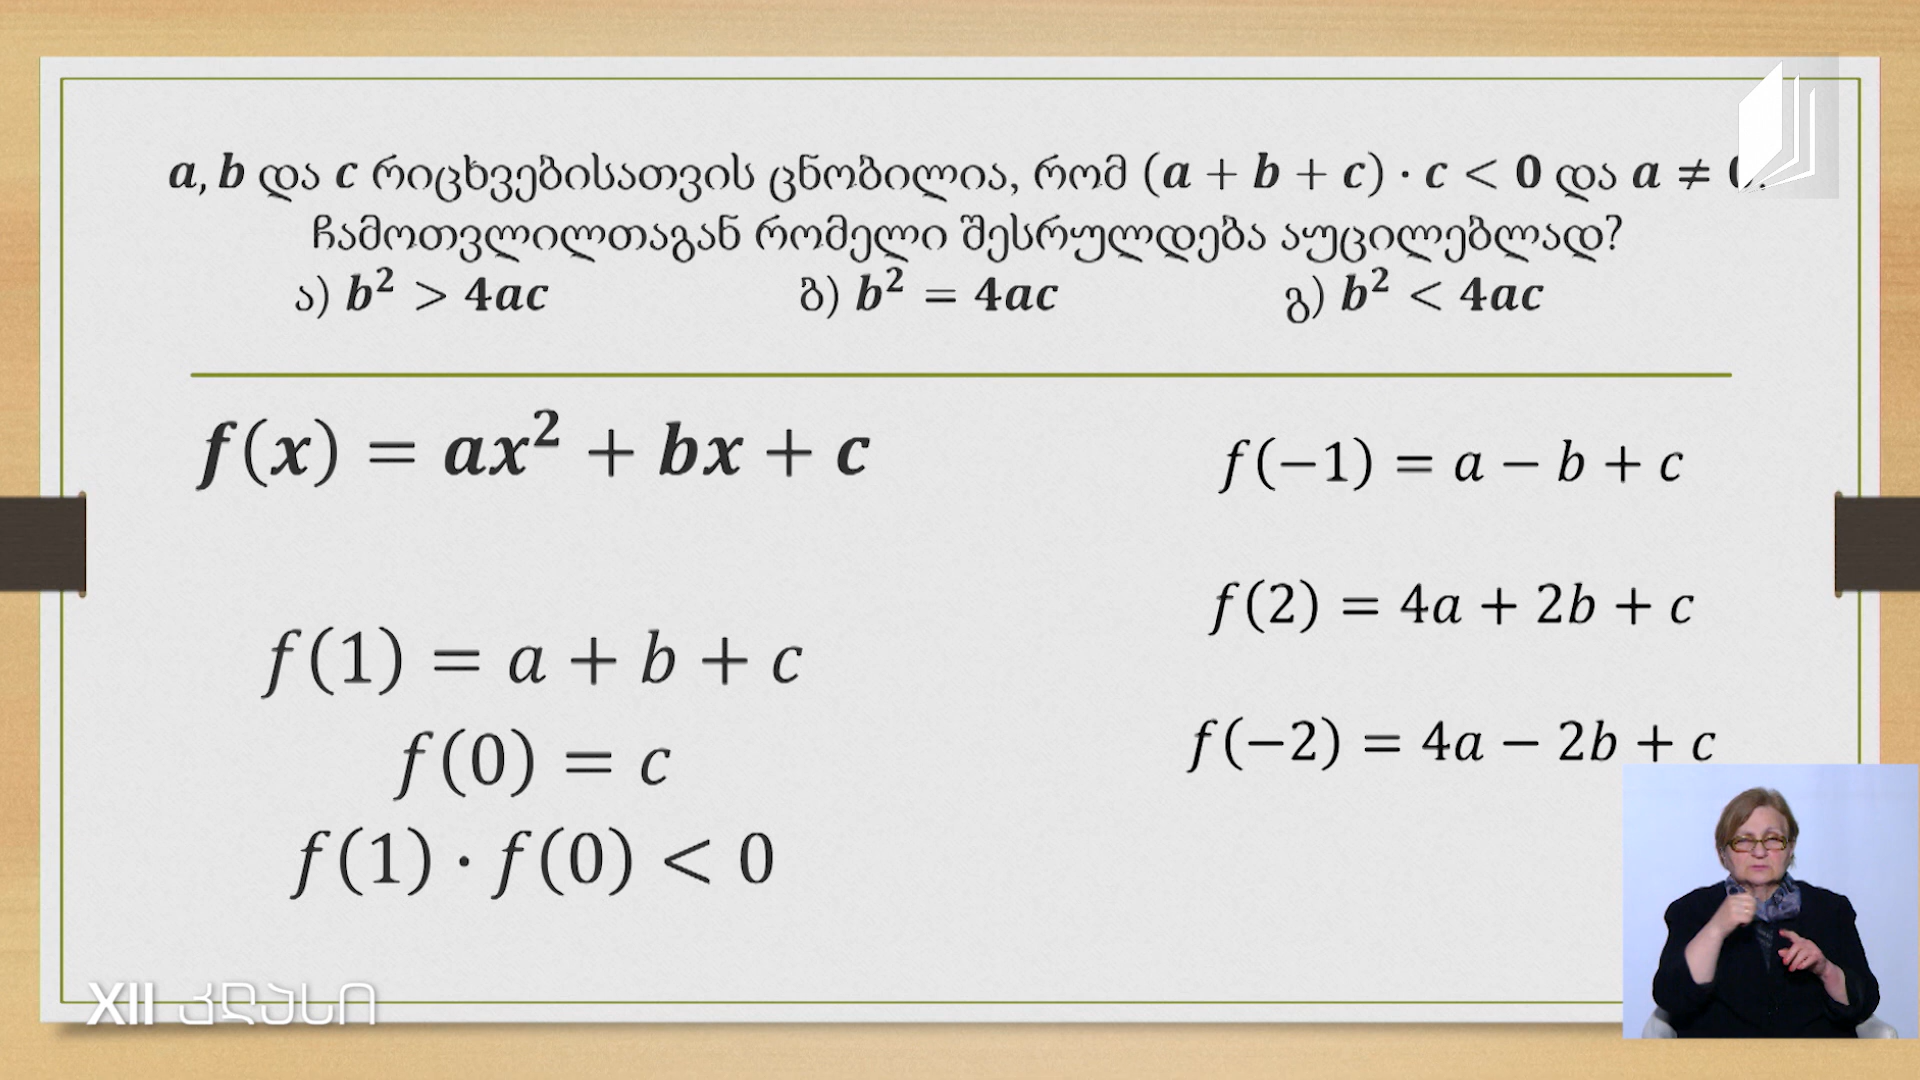 a, b და c რიცხვებისათვის ცნობილია, რომ (a + b + c) · c < 0 და a ≠ 0.
ჩამოთვლილთაგან რომელი შესრულდება აუცილებლად?
ა) b² > 4ac ბ) b² = 4ac გ) b² < 4ac
f(x) = ax² + bx + c
f(1) = a + b + c
f(0) = c
f(1) · f(0) < 0
f(−1) = a − b + c
f(2) = 4a + 2b + c
f(−2) = 4a − 2b + c
XII კლასი